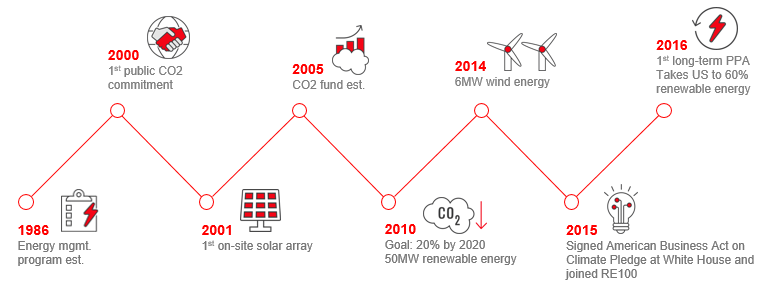 1986
Energy mgmt.
program est.
2000
1st public CO2
commitment
2001
1st on-site solar array
2005
CO2 fund est.
CO2
2010
Goal: 20% by 2020
50MW renewable energy
2014
6MW wind energy
2015
Signed American Business Act on
Climate Pledge at White House and
joined RE100
2016
1st long-term PPA
Takes US to 60%
renewable energy